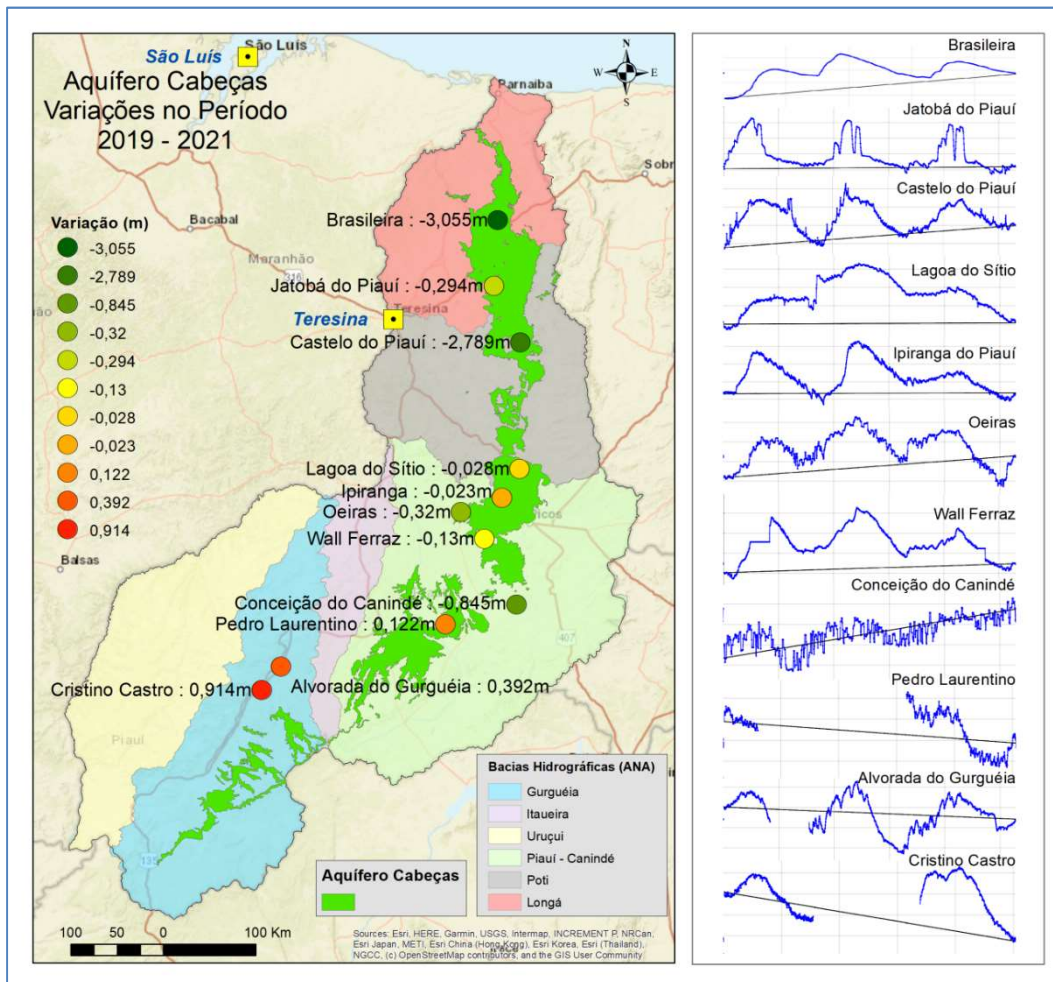 São Luís
São Luis
Aquífero Cabeças
Variações no Período
2019 - 2021
N
W
E
S
Parnaiba
Sobr
Variação (m)
-3,055
-2,789
-0,845
-0,32
-0,294
-0,13
-0,028
-0,023
0,122
0,392
0,914
Bacabal
Maranhão
316
Brasileira : -3,055m
Jatobá do Piauí : -0,294m
Teresina
Teresina
Castelo do Piauí : -2,789m
Lagoa do Sítio : -0,028m
Ipiranga : -0,023m
Oeiras : -0,32m
icos
Wall Ferraz : -0,13m
Balsas
Conceição do Canindé : -0,845m
Pedro Laurentino : 0,122m
407
Cristino Castro : 0,914m
Alvorada do Gurguéia : 0,392m
Piauí
135
Bacias Hidrográficas (ANA)
Gurguéia
Itaueira
Uruçui
Piauí - Canindé
Poti
Longá
Aquífero Cabeças
100 50 0 100 Km
Sources: Esri, HERE, Garmin, USGS, Intermap, INCREMENT P, NRCan,
Esri Japan, METI, Esri China (Hong Kong), Esri Korea, Esri (Thailand),
NGCC, (c) OpenStreetMap contributors, and the GIS User Community
Brasileira
Jatobá do Piauí
Castelo do Piauí
Lagoa do Sítio
Ipiranga do Piauí
Oeiras
Wall Ferraz
Conceição do Canindé
Pedro Laurentino
Alvorada do Gurguéia
Cristino Castro